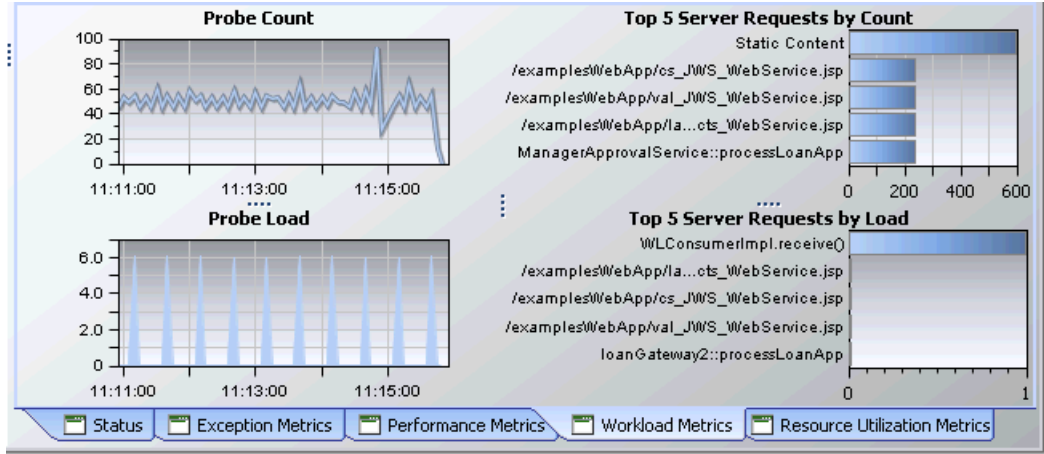 Probe Count
100
80
60
40
20
0
11:11:00 11:13:00 11:15:00
Top 5 Server Requests by Count
Static Content
/examplesWebApp/cs_JWS_WebService.jsp
/examplesWebApp/val_JWS_WebService.jsp
/examplesWebApp/la...cts_WebService.jsp
ManagerApprovalService::processLoanApp
0 200 400 600
Probe Load
6.0
4.0
2.0
0
11:11:00 11:13:00 11:15:00
Top 5 Server Requests by Load
WLConsumerImpl.receive()
/examplesWebApp/la...cts_WebService.jsp
/examplesWebApp/cs_JWS_WebService.jsp
/examplesWebApp/val_JWS_WebService.jsp
loanGateway2::processLoanApp
0 1
Status Exception Metrics Performance Metrics Workload Metrics Resource Utilization Metrics